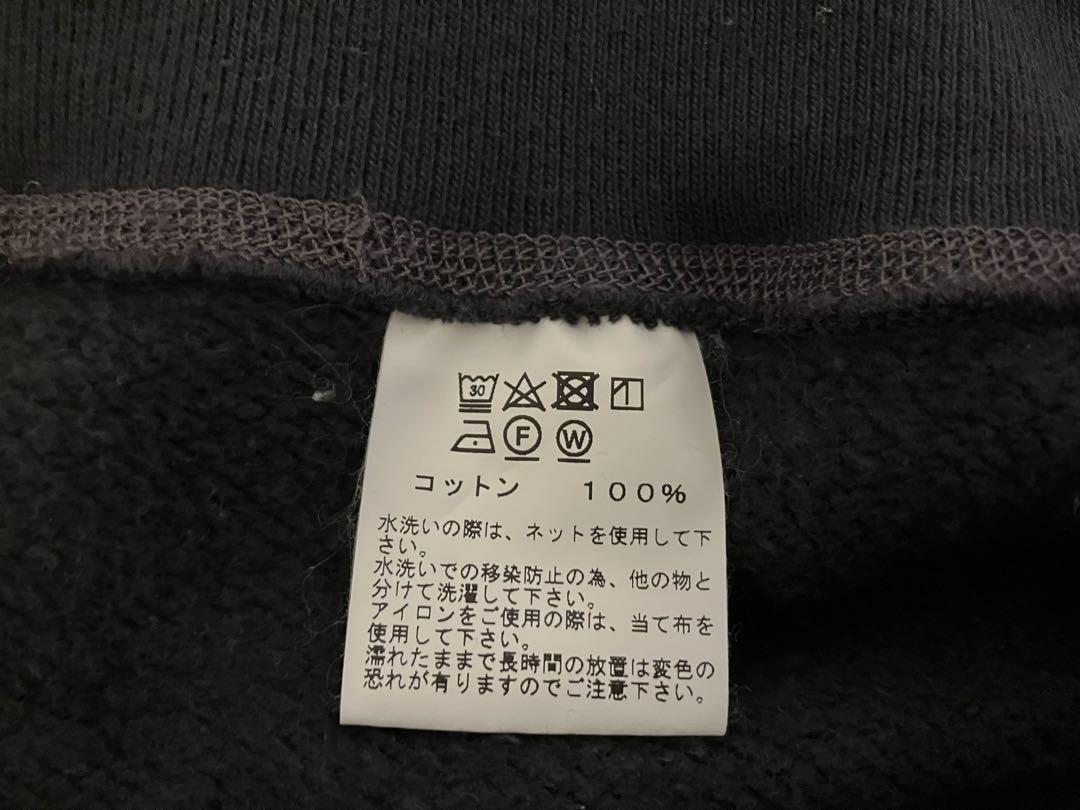 30
F W
コットン 100%
水洗いの際は、ネットを使用して下
さい。
水洗いでの移染防止の為、他の物と
分けて洗濯して下さい。
アイロンをご使用の際は、当て布を
使用して下さい。
濡れたままで長時間の放置は変色の
恐れが有りますのでご注意下さい。